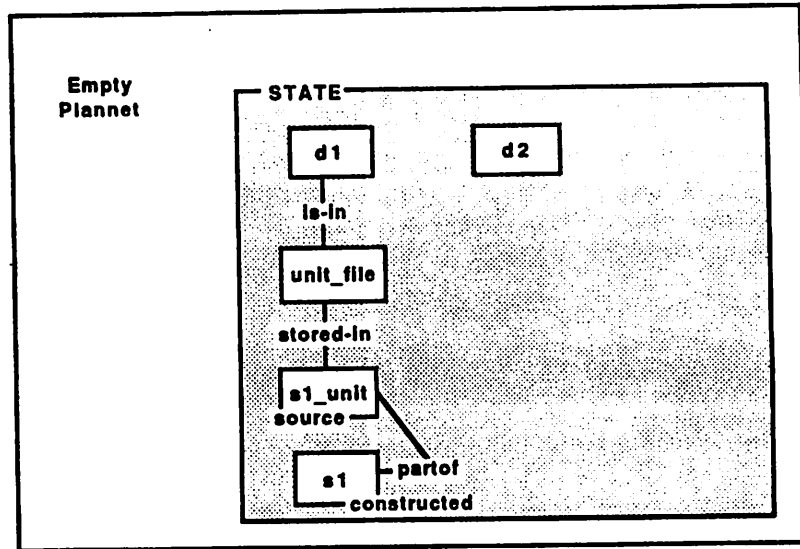 Empty
Plannet
STATE
d1
d2
is-in
unit_file
stored-in
s1_unit
source
partof
s1
constructed